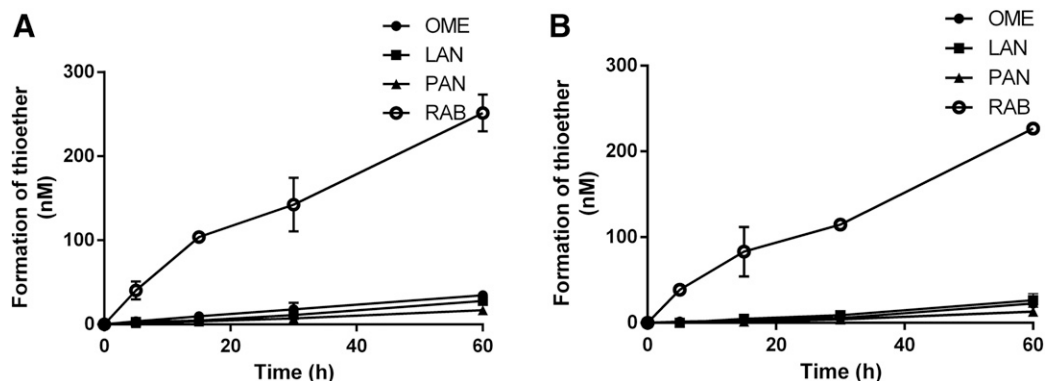 A
OME
LAN
PAN
RAB
Formation of thioether
(nM)
300
200
100
0
0
20
40
60
Time (h)
B
OME
LAN
PAN
RAB
Formation of thioether
(nM)
300
200
100
0
0
20
40
60
Time (h)